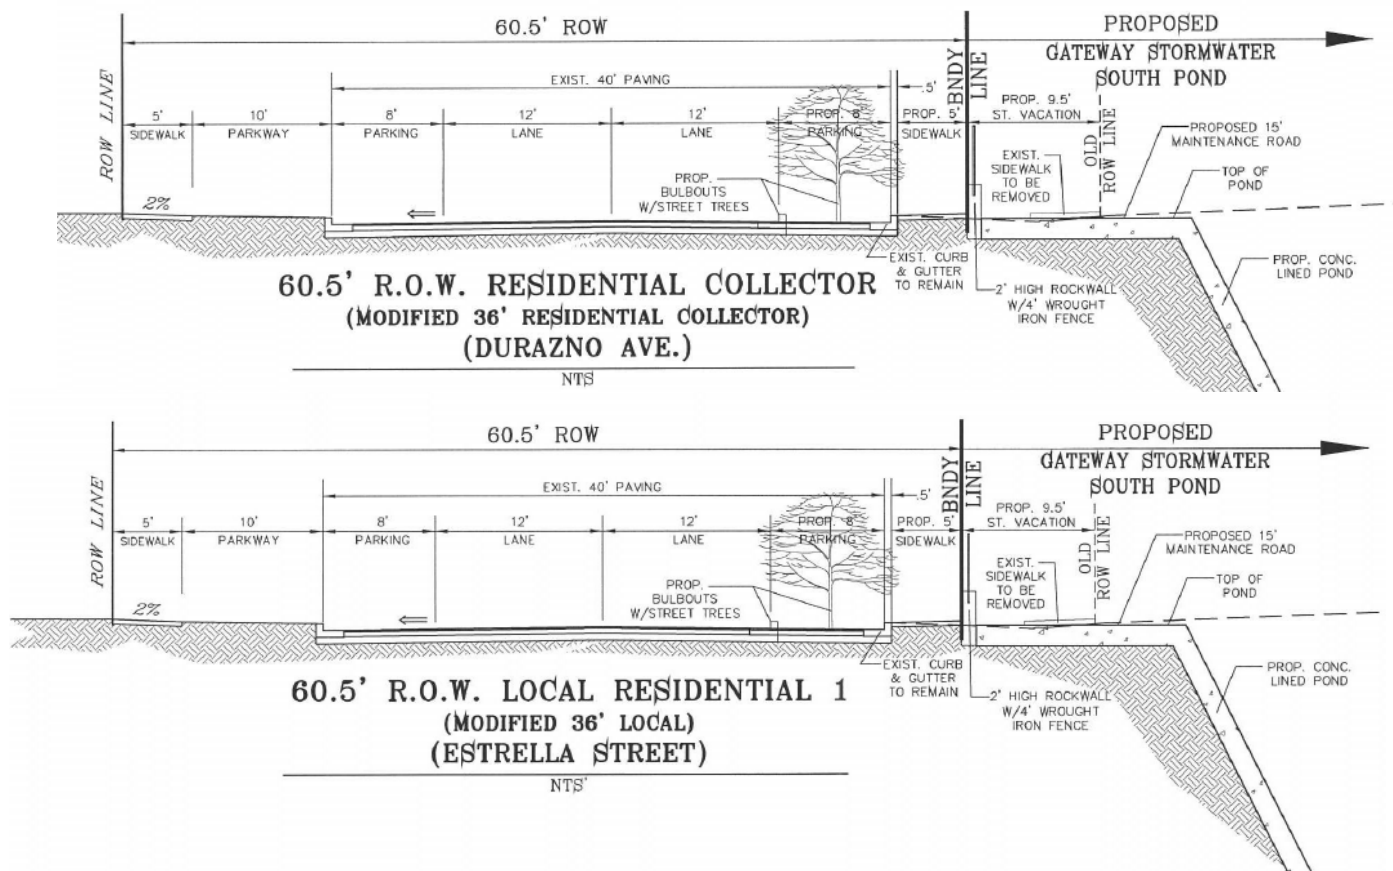 60.5' ROW
PROPOSED
GATEWAY STORMWATER
SOUTH POND
ROW LINE
BNDY
LINE
EXIST. 40' PAVING
.5'
5'
SIDEWALK
10'
PARKWAY
8'
PARKING
12'
LANE
12'
LANE
PROP. 8'
PARKING
PROP. 5'
SIDEWALK
PROP. 9.5'
ST. VACATION
OLD
ROW LINE
PROPOSED 15'
MAINTENANCE ROAD
EXIST.
SIDEWALK
TO BE
REMOVED
TOP OF
POND
PROP.
BULBOUTS
W/STREET TREES
2%
EXIST. CURB
& GUTTER
TO REMAIN
2' HIGH ROCKWALL
W/4' WROUGHT
IRON FENCE
PROP. CONC.
LINED POND
60.5' R.O.W. RESIDENTIAL COLLECTOR
(MODIFIED 36' RESIDENTIAL COLLECTOR)
(DURAZNO AVE.)
NTS
60.5' ROW
PROPOSED
GATEWAY STORMWATER
SOUTH POND
ROW LINE
BNDY
LINE
EXIST. 40' PAVING
.5'
5'
SIDEWALK
10'
PARKWAY
8'
PARKING
12'
LANE
12'
LANE
PROP. 8'
PARKING
PROP. 5'
SIDEWALK
PROP. 9.5'
ST. VACATION
OLD
ROW LINE
PROPOSED 15'
MAINTENANCE ROAD
EXIST.
SIDEWALK
TO BE
REMOVED
TOP OF
POND
PROP.
BULBOUTS
W/STREET TREES
2%
EXIST. CURB
& GUTTER
TO REMAIN
2' HIGH ROCKWALL
W/4' WROUGHT
IRON FENCE
PROP. CONC.
LINED POND
60.5' R.O.W. LOCAL RESIDENTIAL 1
(MODIFIED 36' LOCAL)
(ESTRELLA STREET)
NTS'